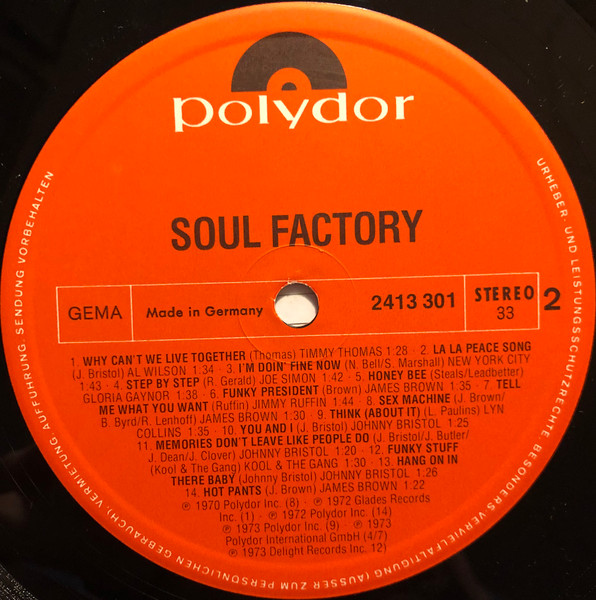 polydor
SOUL FACTORY
GEMA
Made in Germany
2413 301
STEREO
33
2
1. WHY CAN'T WE LIVE TOGETHER (Thomas) TIMMY THOMAS 1:28 · 2. LA LA PEACE SONG
(J. Bristol) AL WILSON 1:34 · 3. I'M DOIN' FINE NOW (N. Bell/S. Marshall) NEW YORK CITY
1:43 · 4. STEP BY STEP (R. Gerald) JOE SIMON 1:42 · 5. HONEY BEE (Steals/Leadbetter)
GLORIA GAYNOR 1:38 · 6. FUNKY PRESIDENT (Brown) JAMES BROWN 1:35 · 7. TELL
ME WHAT YOU WANT (Ruffin) JIMMY RUFFIN 1:44 · 8. SEX MACHINE (J. Brown/
B. Byrd/R. Lenhoff) JAMES BROWN 1:30 · 9. THINK (ABOUT IT) (L. Paulins) LYN
COLLINS 1:35 · 10. YOU AND I (J. Bristol) JOHNNY BRISTOL 1:25
11. MEMORIES DON'T LEAVE LIKE PEOPLE DO (J. Bristol/J. Butler/
J. Dean/J. Clover) JOHNNY BRISTOL 1:20 · 12. FUNKY STUFF
(Kool & The Gang) KOOL & THE GANG 1:30 · 13. HANG ON IN
THERE BABY (Johnny Bristol) JOHNNY BRISTOL 1:26
14. HOT PANTS (J. Brown) JAMES BROWN 1:22
℗ 1970 Polydor Inc. (8) · ℗ 1972 Glades Records
Inc. (1) · ℗ 1972 Polydor Inc. (14)
℗ 1973 Polydor Inc. (9) · ℗ 1973
Polydor International GmbH (4/7)
℗ 1973 Delight Records Inc. 12)
URHEBER- UND LEISTUNGSSCHUTZRECHTE BESONDERS VERVIELFÄLTIGUNG (AUSSER ZUM PERSÖNLICHEN GEBRAUCH), VERMIETUNG, AUFFÜHRUNG, SENDUNG VORBEHALTEN